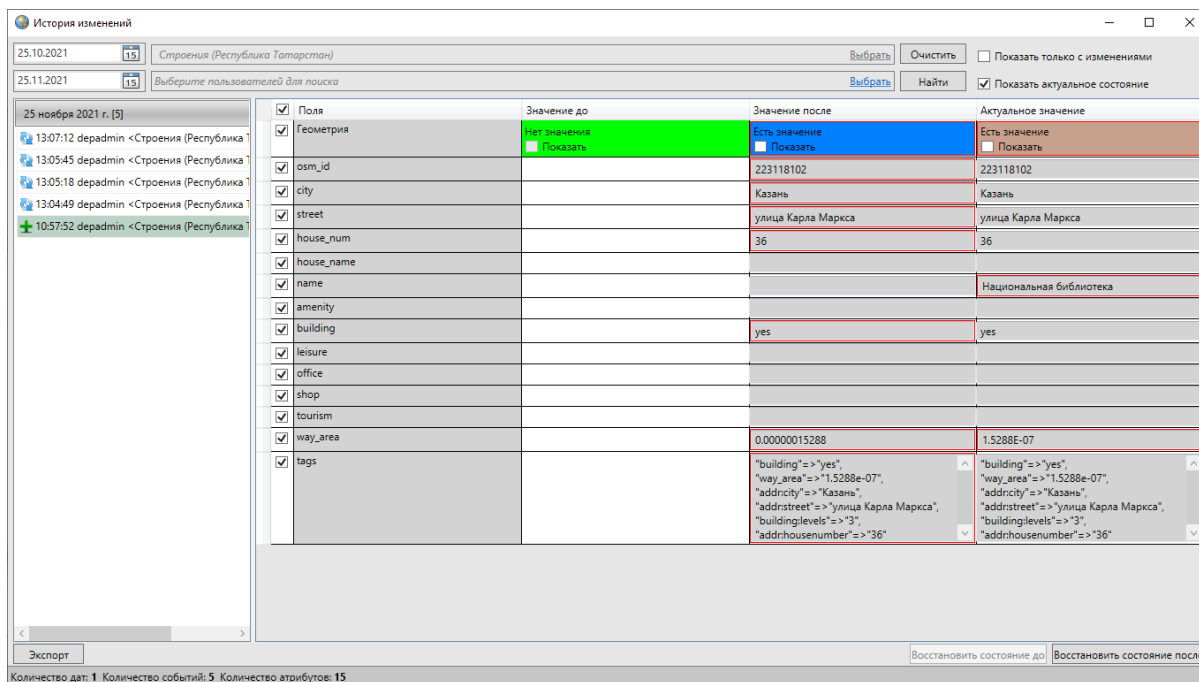 История изменений
25.10.2021 15 Строения (Республика Татарстан) Выбрать Очистить Показать только с изменениями
25.11.2021 15 Выберите пользователей для поиска Выбрать Найти Показать актуальное состояние
25 ноября 2021 г. [5]
13:07:12 depadmin <Строения (Республика Т
13:05:45 depadmin <Строения (Республика Т
13:05:18 depadmin <Строения (Республика Т
13:04:49 depadmin <Строения (Республика Т
10:57:52 depadmin <Строения (Республика Т
Поля Значение до Значение после Актуальное значение
Геометрия Нет значения Есть значение Есть значение
Показать Показать Показать
osm_id 223118102 223118102
city Казань Казань
street улица Карла Маркса улица Карла Маркса
house_num 36 36
house_name
name Национальная библиотека
amenity
building yes yes
leisure
office
shop
tourism
way_area 0.00000015288 1.5288E-07
tags "building"=>"yes", "building"=>"yes",
"way_area"=>"1.5288e-07", "way_area"=>"1.5288e-07",
"addr:city"=>"Казань", "addr:city"=>"Казань",
"addr:street"=>"улица Карла Маркса", "addr:street"=>"улица Карла Маркса",
"building:levels"=>"3", "building:levels"=>"3",
"addr:housenumber"=>"36" "addr:housenumber"=>"36"
Экспорт Восстановить состояние до Восстановить состояние посл
Количество дат: 1 Количество событий: 5 Количество атрибутов: 15